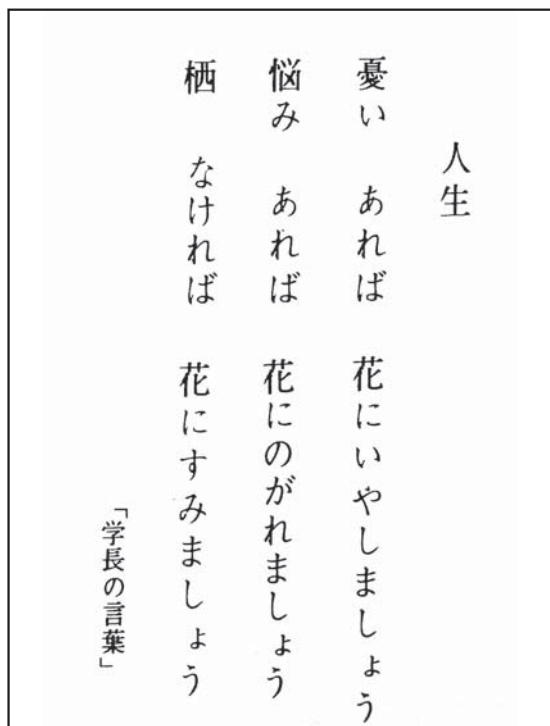 人生
憂い あれば 花にいやしましょう
悩み あれば 花にのがれましょう
栖 なければ 花にすみましょう
「学長の言葉」